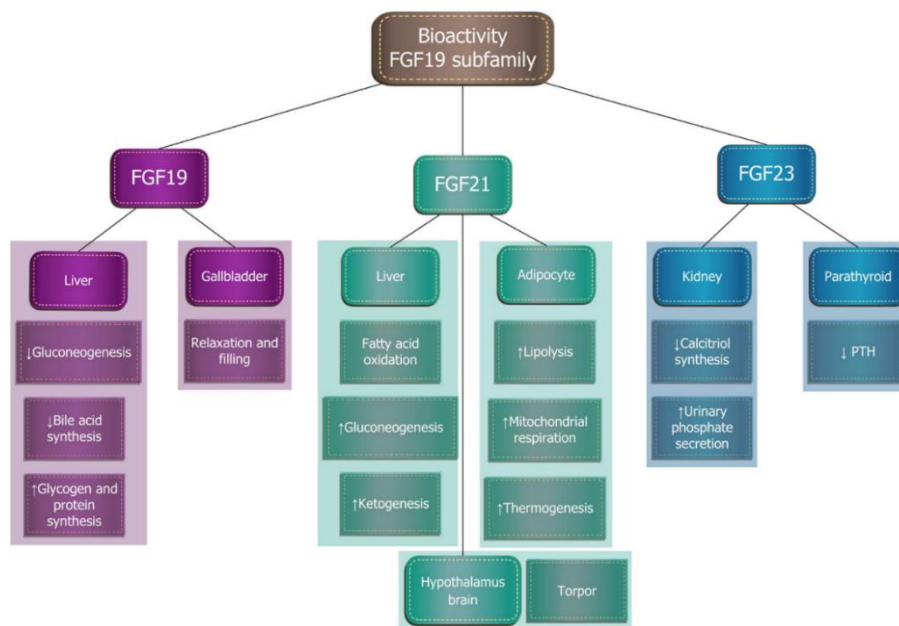 Bioactivity
FGF19 subfamily
FGF19
FGF21
FGF23
Liver
↓Gluconeogenesis
↓Bile acid
synthesis
↑Glycogen and
protein
synthesis
Gallbladder
Relaxation and
filling
Liver
Fatty acid
oxidation
↑Gluconeogenesis
↑Ketogenesis
Adipocyte
↑Lipolysis
↑Mitochondrial
respiration
↑Thermogenesis
Hypothalamus
brain
Torpor
Kidney
↓Calcitriol
synthesis
↑Urinary
phosphate
secretion
Parathyroid
↓ PTH